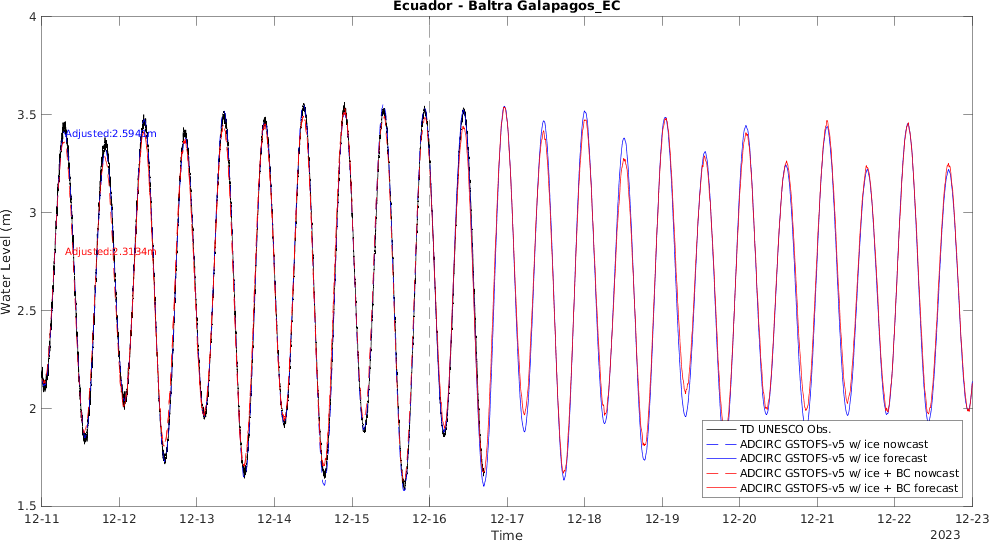 Ecuador - Baltra Galapagos_EC
4
3.5
3
2.5
2
1.5
Water Level (m)
Adjusted:2.5943m
Adjusted:2.3134m
TD UNESCO Obs.
ADCIRC GSTOFS-v5 w/ ice nowcast
ADCIRC GSTOFS-v5 w/ ice forecast
ADCIRC GSTOFS-v5 w/ ice + BC nowcast
ADCIRC GSTOFS-v5 w/ ice + BC forecast
12-11 12-12 12-13 12-14 12-15 12-16 12-17 12-18 12-19 12-20 12-21 12-22 12-23
Time
2023